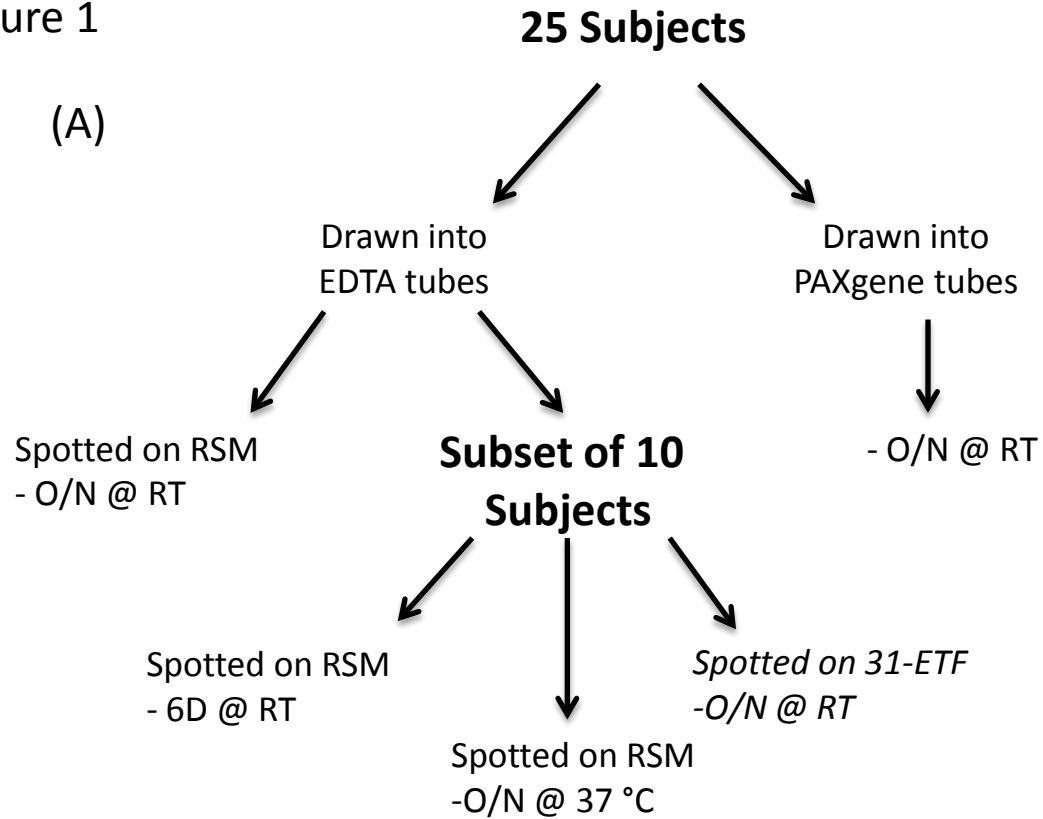 ure 1
25 Subjects
(A)
Drawn into
EDTA tubes
Drawn into
PAXgene tubes
Spotted on RSM
- O/N @ RT
Subset of 10
Subjects
- O/N @ RT
Spotted on RSM
- 6D @ RT
Spotted on 31-ETF
-O/N @ RT
Spotted on RSM
-O/N @ 37 °C